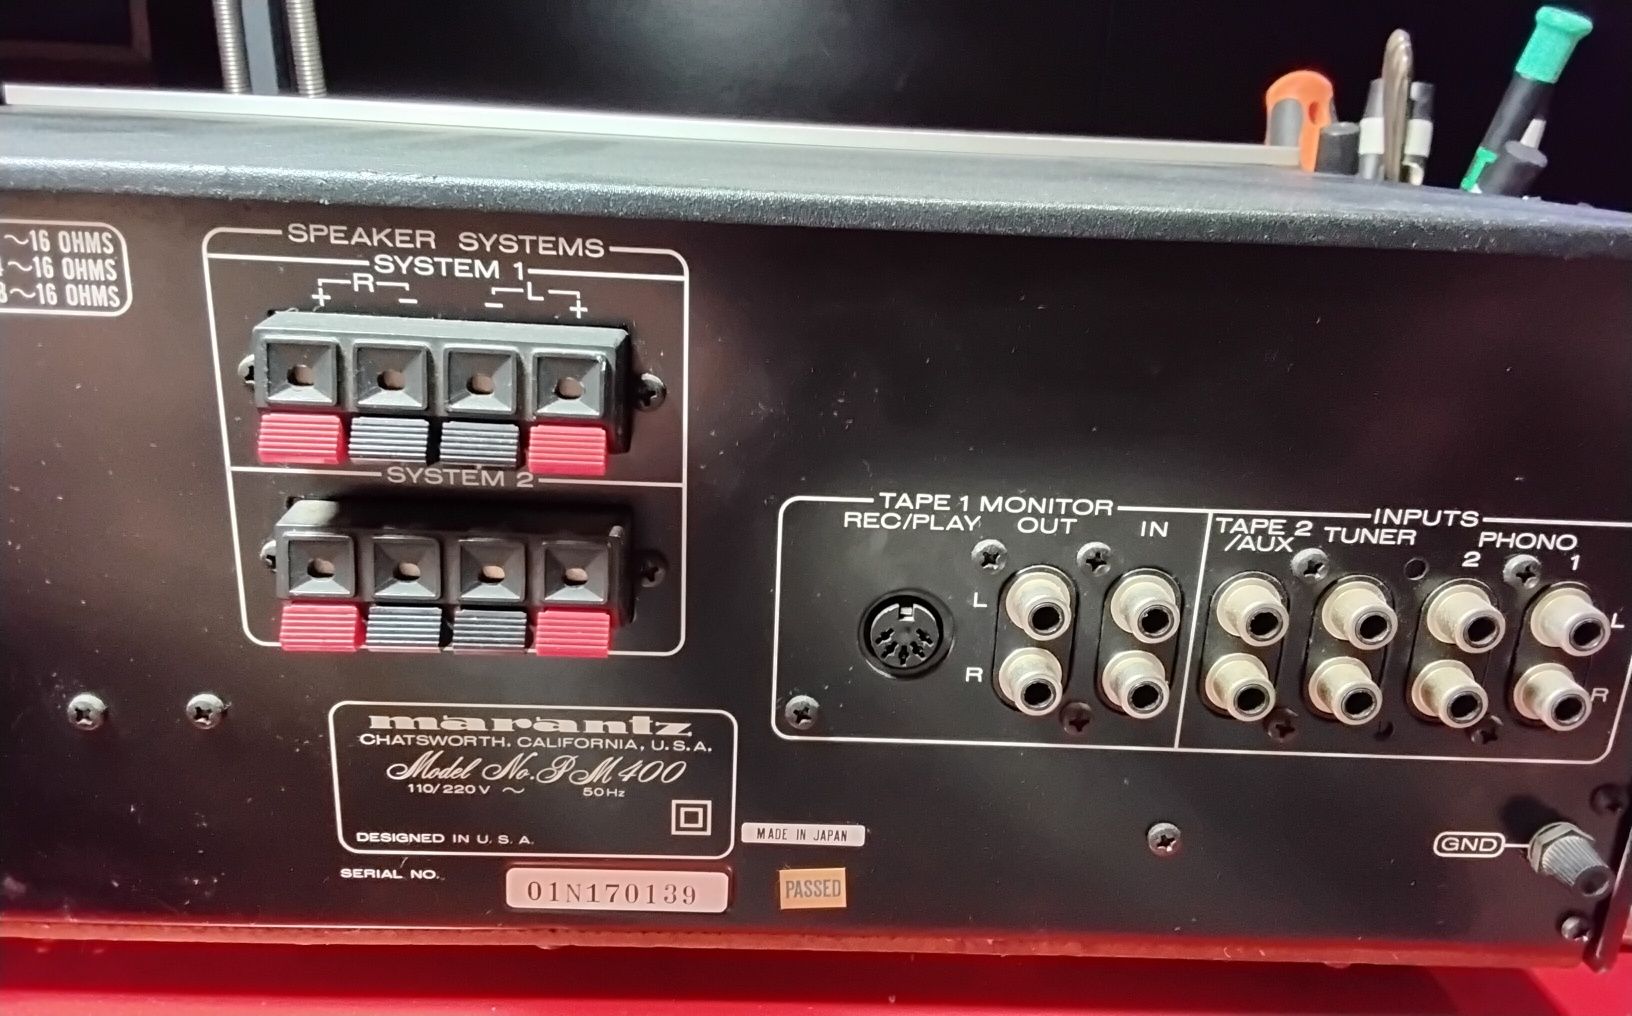 ~16 OHMS
~16 OHMS
~16 OHMS
SPEAKER SYSTEMS
SYSTEM 1
R L
+ - - +
SYSTEM 2
TAPE 1 MONITOR
REC/PLAY OUT IN
L
R
INPUTS
TAPE 2
/AUX
TUNER
PHONO
2 1
L
R
marantz
CHATSWORTH, CALIFORNIA, U.S.A.
Model No. PM400
110/220V ~ 50Hz
DESIGNED IN U.S.A.
MADE IN JAPAN
GND
SERIAL NO.
01N170139
PASSED